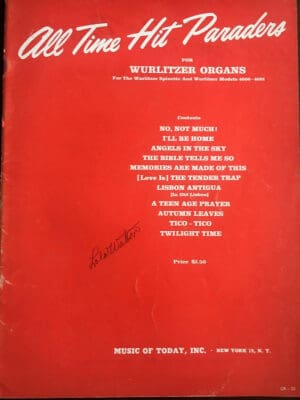 All Time Hit Paraders
FOR
WURLITZER ORGANS
For The Wurlitzer Spinette And Wurlitzer Models 4600-4602
Contents
NO, NOT MUCH!
I'LL BE HOME
ANGELS IN THE SKY
THE BIBLE TELLS ME SO
MEMORIES ARE MADE OF THIS
[Love Is] THE TENDER TRAP
LISBON ANTIGUA
[In Old Lisbon]
A TEEN AGE PRAYER
AUTUMN LEAVES
TICO - TICO
TWILIGHT TIME
Price $1.50
MUSIC OF TODAY, INC. - NEW YORK 19, N. Y.